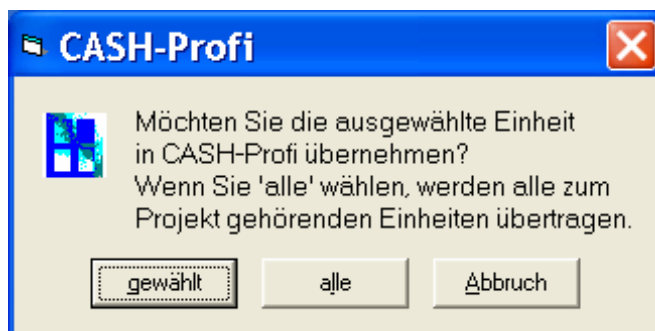 CASH-Profi
Möchten Sie die ausgewählte Einheit
in CASH-Profi übernehmen?
Wenn Sie 'alle' wählen, werden alle zum
Projekt gehörenden Einheiten übertragen.
gewählt alle Abbruch